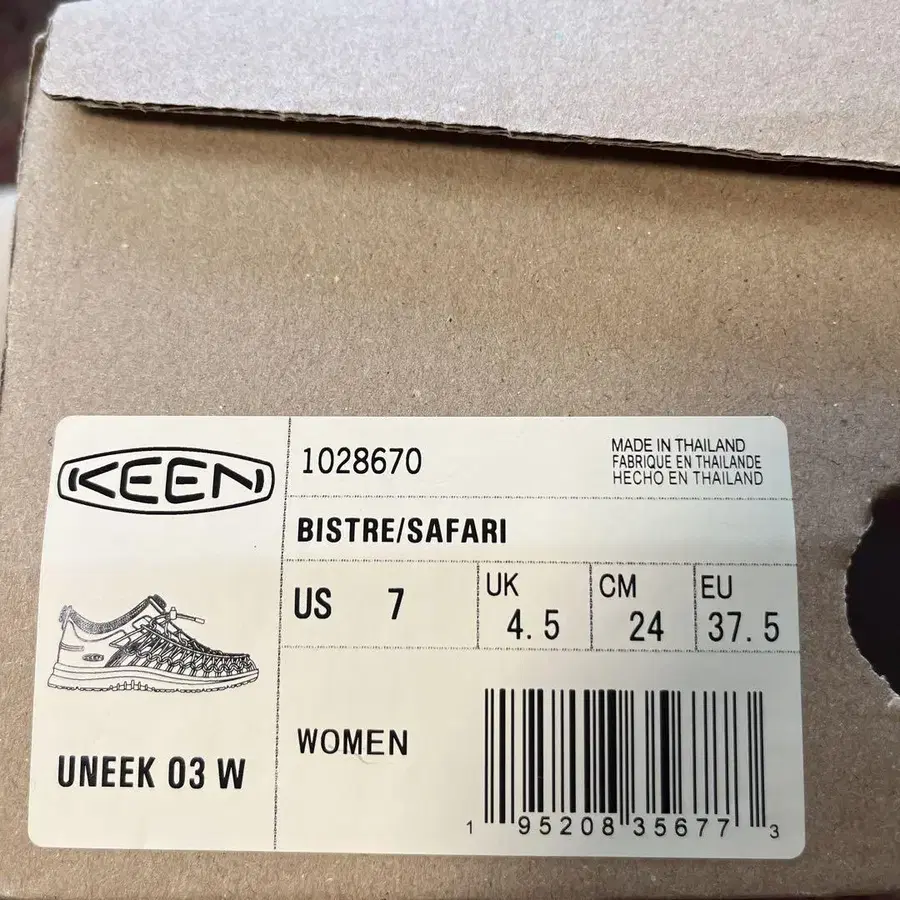 KEEN
1028670
MADE IN THAILAND
FABRIQUE EN THAILANDE
HECHO EN THAILAND
BISTRE/SAFARI
US 7
UK 4.5
CM 24
EU 37.5
UNEEK 03 W
WOMEN
1 95208 35677 3